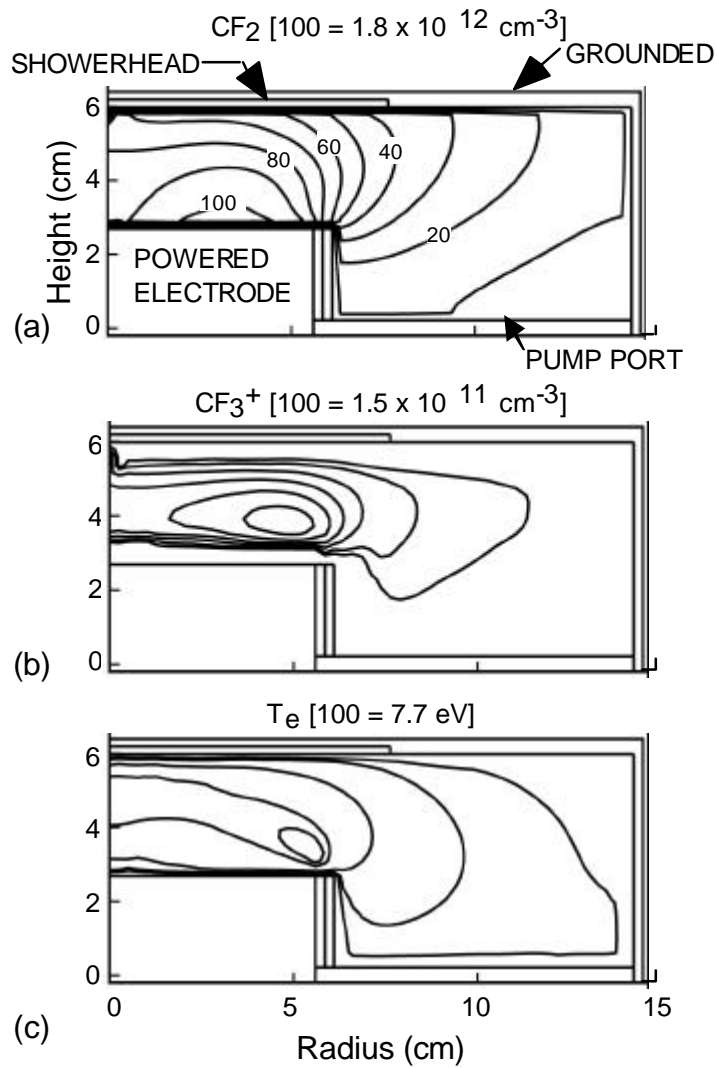 CF2 [100 = 1.8 x 10 12 cm-3]
SHOWERHEAD
GROUNDED
6
4
2
0
Height (cm)
60
40
80
100
20
POWERED
ELECTRODE
PUMP PORT
(a)
CF3+ [100 = 1.5 x 10 11 cm-3]
6
4
2
0
(b)
Te [100 = 7.7 eV]
6
4
2
0
0
5
10
15
(c)
Radius (cm)